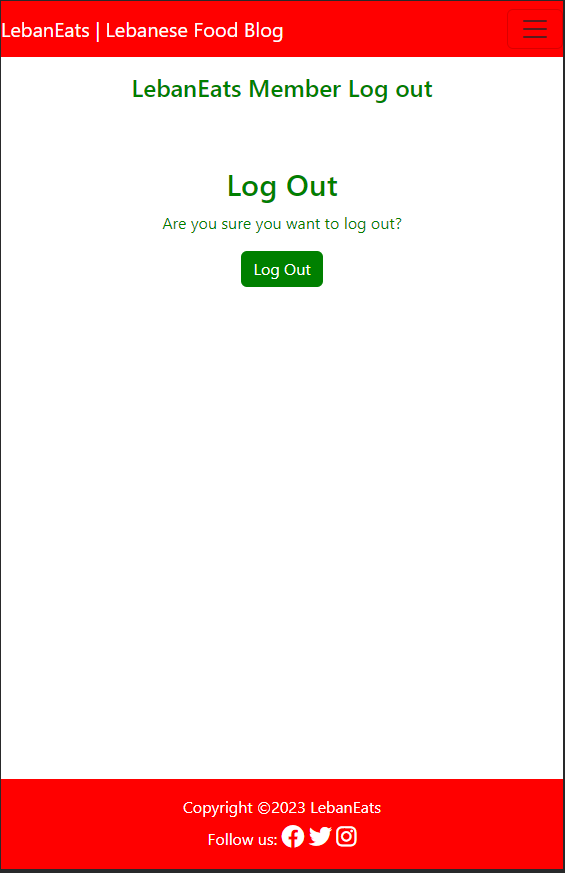 LebanEats | Lebanese Food Blog
LebanEats Member Log out
Log Out
Are you sure you want to log out?
Log Out
Copyright ©2023 LebanEats
Follow us: